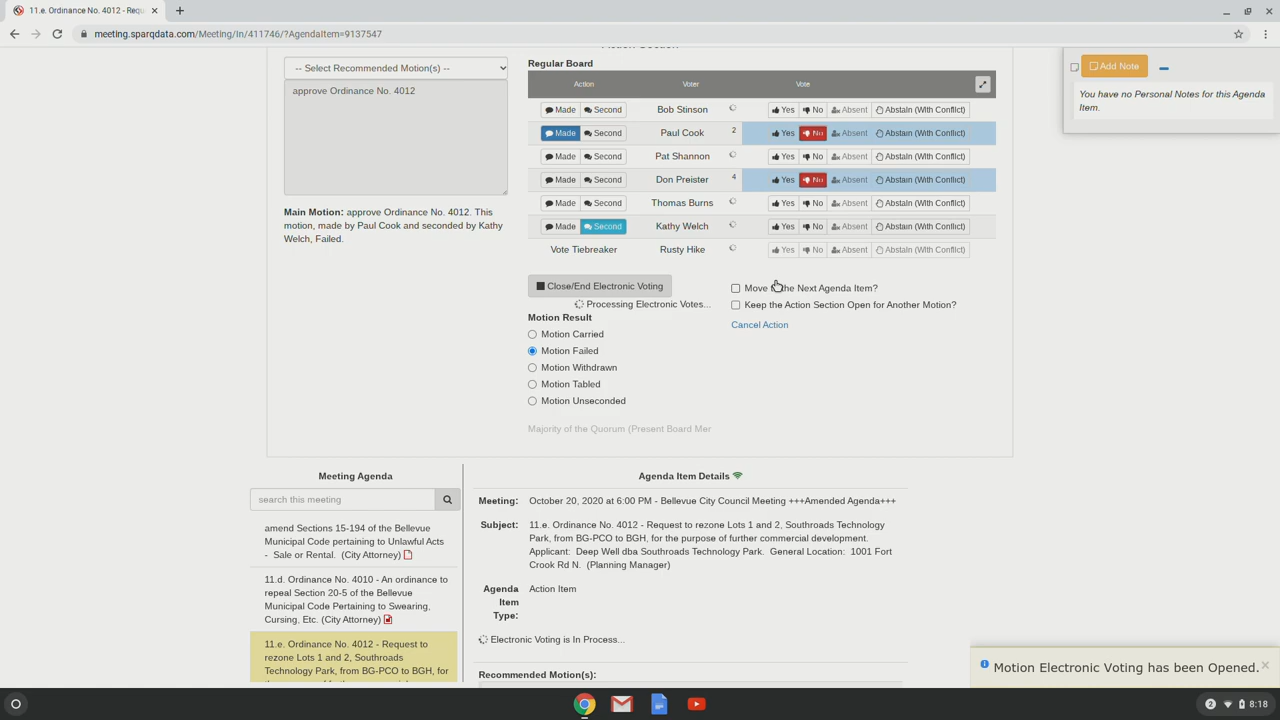 11.e. Ordinance No. 4012 - Requ
meeting.sparqdata.com/Meeting/In/411746/?AgendaItem=9137547
-- Select Recommended Motion(s) --
approve Ordinance No. 4012
Main Motion: approve Ordinance No. 4012. This
motion, made by Paul Cook and seconded by Kathy
Welch, Failed.
Regular Board
Action Voter Vote
Made Second Bob Stinson Yes No Absent Abstain (With Conflict)
Made Second Paul Cook 2 Yes No Absent Abstain (With Conflict)
Made Second Pat Shannon Yes No Absent Abstain (With Conflict)
Made Second Don Preister 4 Yes No Absent Abstain (With Conflict)
Made Second Thomas Burns Yes No Absent Abstain (With Conflict)
Made Second Kathy Welch Yes No Absent Abstain (With Conflict)
Vote Tiebreaker Rusty Hike Yes No Absent Abstain (With Conflict)
Close/End Electronic Voting
Processing Electronic Votes...
Move the Next Agenda Item?
Keep the Action Section Open for Another Motion?
Cancel Action
Motion Result
Motion Carried
Motion Failed
Motion Withdrawn
Motion Tabled
Motion Unseconded
Majority of the Quorum (Present Board Mer
Add Note
You have no Personal Notes for this Agenda
Item.
Meeting Agenda
search this meeting
amend Sections 15-194 of the Bellevue
Municipal Code pertaining to Unlawful Acts
- Sale or Rental. (City Attorney)
11.d. Ordinance No. 4010 - An ordinance to
repeal Section 20-5 of the Bellevue
Municipal Code Pertaining to Swearing,
Cursing, Etc. (City Attorney)
11.e. Ordinance No. 4012 - Request to
rezone Lots 1 and 2, Southroads
Technology Park, from BG-PCO to BGH, for
Agenda Item Details
Meeting: October 20, 2020 at 6:00 PM - Bellevue City Council Meeting +++Amended Agenda+++
Subject: 11.e. Ordinance No. 4012 - Request to rezone Lots 1 and 2, Southroads Technology
Park, from BG-PCO to BGH, for the purpose of further commercial development.
Applicant: Deep Well dba Southroads Technology Park. General Location: 1001 Fort
Crook Rd N. (Planning Manager)
Agenda Item Type: Action Item
Electronic Voting is In Process...
Recommended Motion(s):
Motion Electronic Voting has been Opened.
2 8:18